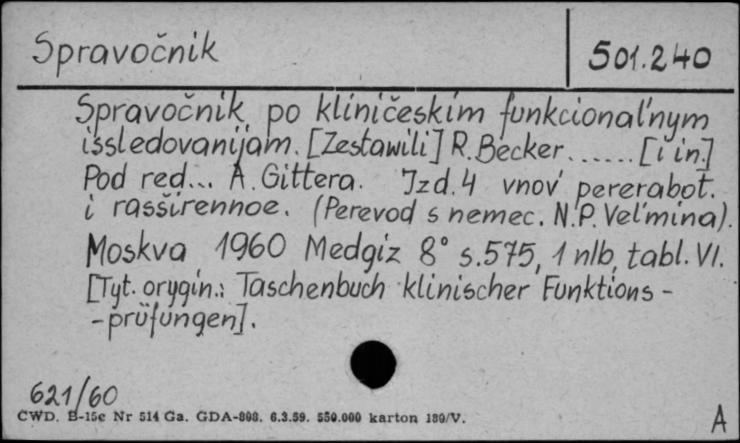 Spravočnik
501.240
Spravočnik po kliničeskim funkcional'nym
issledovanijam. [Zestawili] R. Becker ...... [i in.]
Pod red... A. Gittera. Izd. 4 vnov' pererabot.
i rasširennoe. (Perevod s nemec. N.P. Vel'mina).
Moskva 1960 Medgiz 8° s. 575, 1 nlb, tabl. VI.
[Tyt. orygin.: Taschenbuch klinischer Funktions -
- prüfungen].
621/60
CWD. B-15c Nr 514 Ga. GDA-808. 6.3.59. 550.000 karton 180/V.
A